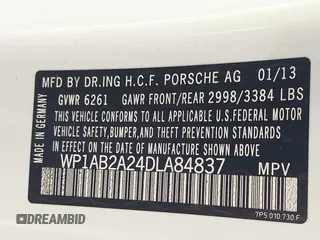 MFD BY DR.ING H.C.F. PORSCHE AG 01/13
GVWR 6261 GAWR FRONT/REAR 2998/3384 LBS
THIS VEHICLE CONFORMS TO ALL APPLICABLE
U.S.FEDERAL MOTOR
VEHICLE SAFETY, BUMPER, AND THEFT
PREVENTION STANDARDS IN EFFECT ON THE
DATE OF MANUFACTURE SHOWN ABOVE.
WP1AB2A24DLA84837 MPV
MADE IN GERMANY
7P5 010 730 F
DREAMBID